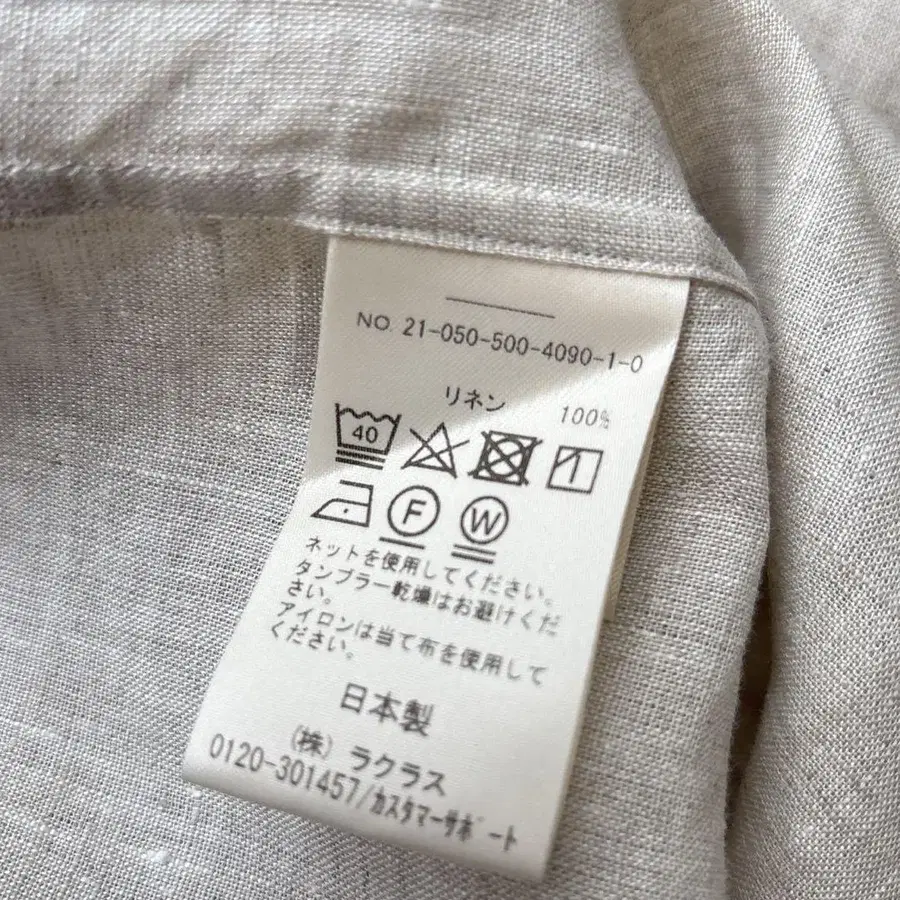 NO. 21-050-500-4090-1-0
リネン 100%
40
F W
ネットを使用してください。
タンブラー乾燥はお避けくだ
さい。
アイロンは当て布を使用して
ください。
日本製
(株) ラクラス
0120-301457/ｶｽﾀﾏｰｻﾎﾟｰﾄ